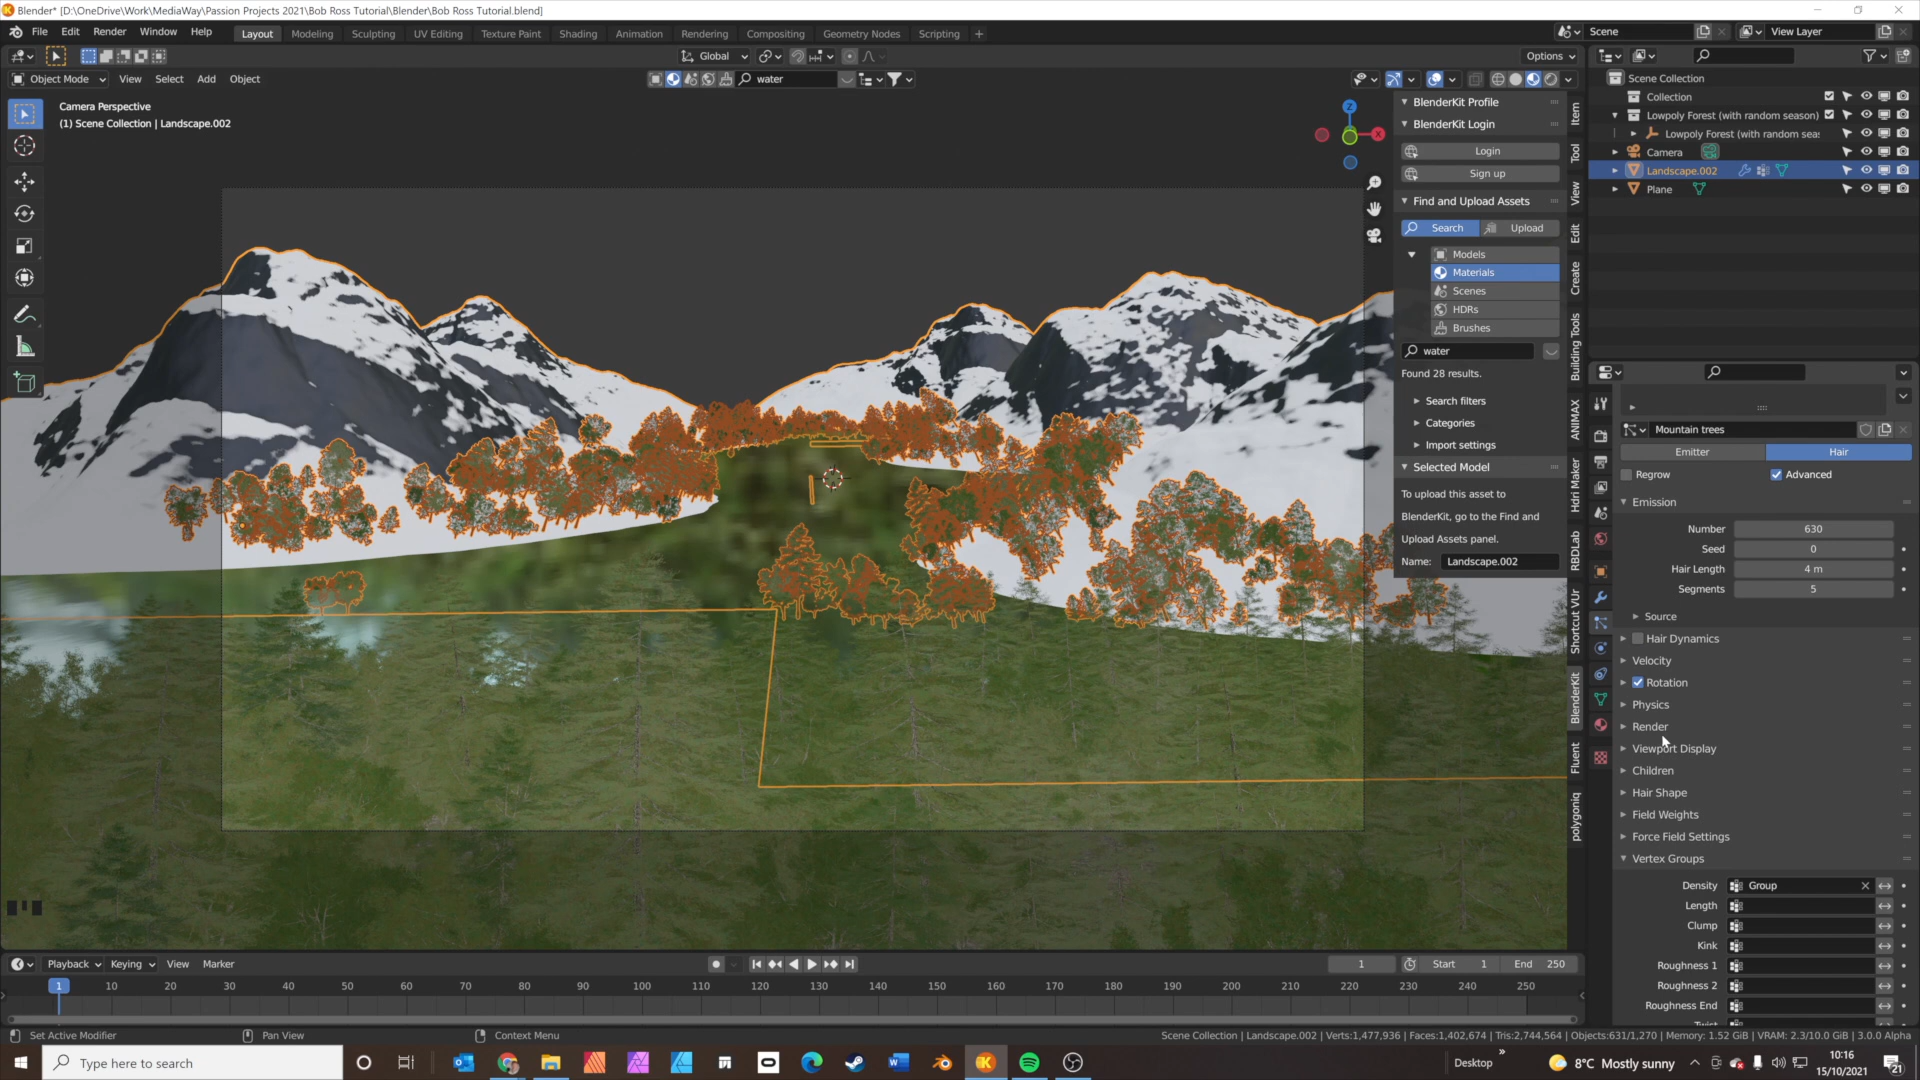 Blender* [D:\OneDrive\Work\MediaWay\Passion Projects 2021\Bob Ross Tutorial\Blender\Bob Ross Tutorial.blend]
File Edit Render Window Help Layout Modeling Sculpting UV Editing Texture Paint Shading Animation Rendering Compositing Geometry Nodes Scripting +
Scene View Layer
Global Options
Object Mode View Select Add Object water
Camera Perspective
(1) Scene Collection | Landscape.002
Z
X
BlenderKit Profile
BlenderKit Login
Login
Sign up
Find and Upload Assets
Search Upload
Models
Materials
Scenes
HDRs
Brushes
water
Found 28 results.
Search filters
Categories
Import settings
Selected Model
To upload this asset to
BlenderKit, go to the Find and
Upload Assets panel.
Name: Landscape.002
Item
Tool
View
Edit
Create
Building Tools
ANIMAX
Hdri Maker
RBDLab
Shortcut VUr
BlenderKit
Fluent
polygoniq
Scene Collection
Collection
Lowpoly Forest (with random season)
Lowpoly Forest (with random sea
Camera
Landscape.002
Plane
Mountain trees
Emitter Hair
Regrow Advanced
Emission
Number 630
Seed 0
Hair Length 4 m
Segments 5
Source
Hair Dynamics
Velocity
Rotation
Physics
Render
Viewport Display
Children
Hair Shape
Field Weights
Force Field Settings
Vertex Groups
Density Group
Length
Clump
Kink
Roughness 1
Roughness 2
Roughness End
Twist
Playback Keying View Marker 1 Start 1 End 250
1 10 20 30 40 50 60 70 80 90 100 110 120 130 140 150 160 170 180 190 200 210 220 230 240 250
Set Active Modifier Pan View Context Menu Scene Collection | Landscape.002 | Verts:1,477,936 | Faces:1,402,674 | Tris:2,744,564 | Objects:631/1,270 | Memory: 1.52 GiB | VRAM: 2.3/10.0 GiB | 3.0.0 Alpha
Type here to search Desktop 8°C Mostly sunny 10:16
15/10/2021 21